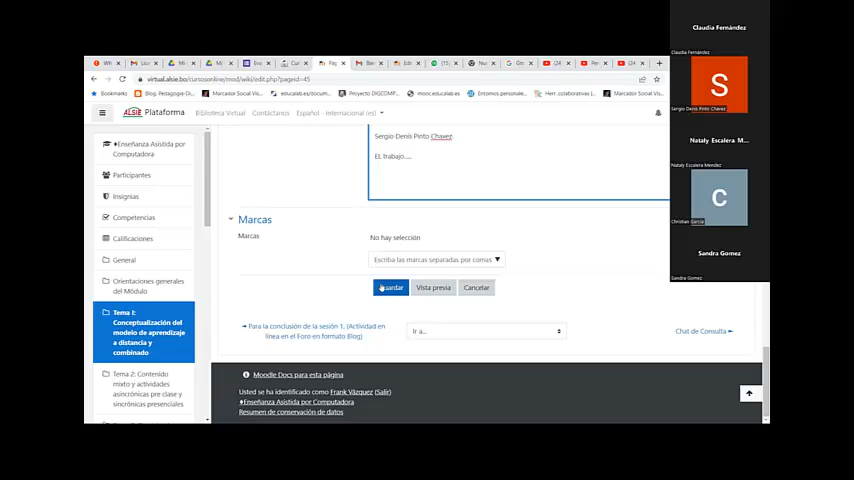 Claudia Fernández
Claudia Fernández
S
Sergio Denis Pinto Chavez
Nataly Escalera M...
Nataly Escalera Mendez
C
Christian Garcia
Sandra Gomez
Sandra Gomez
virtual.alsie.bo/cursosonline/mod/wiki/edit.php?pageid=45
Bookmarks
Blog: Pedagogia-Di...
Marcador Social Vis...
educalab.es/docum...
Proyecto DIGCOMP...
mooc.educalab.es
Entornos personale...
Herr. colaborativas |...
Marcador Social Vis...
ALSIE Plataforma
Biblioteca Virtual
Contáctanos
Español - Internacional (es)
Enseñanza Asistida por
Computadora
Participantes
Insignias
Competencias
Calificaciones
General
Orientaciones generales
del Módulo
Tema I:
Conceptualización del
modelo de aprendizaje
a distancia y
combinado
Tema 2: Contenido
mixto y actividades
asincrónicas pre clase y
sincrónicas presenciales
Sergio Denis Pinto Chavez.
EL trabajo....
Marcas
Marcas
No hay selección
Escriba las marcas separadas por comas
Guardar
Vista previa
Cancelar
Para la conclusión de la sesión 1. (Actividad en
línea en el Foro en formato Blog)
Ir a...
Chat de Consulta
Moodle Docs para esta página
Usted se ha identificado como Frank Vázquez (Salir)
Enseñanza Asistida por Computadora
Resumen de conservación de datos